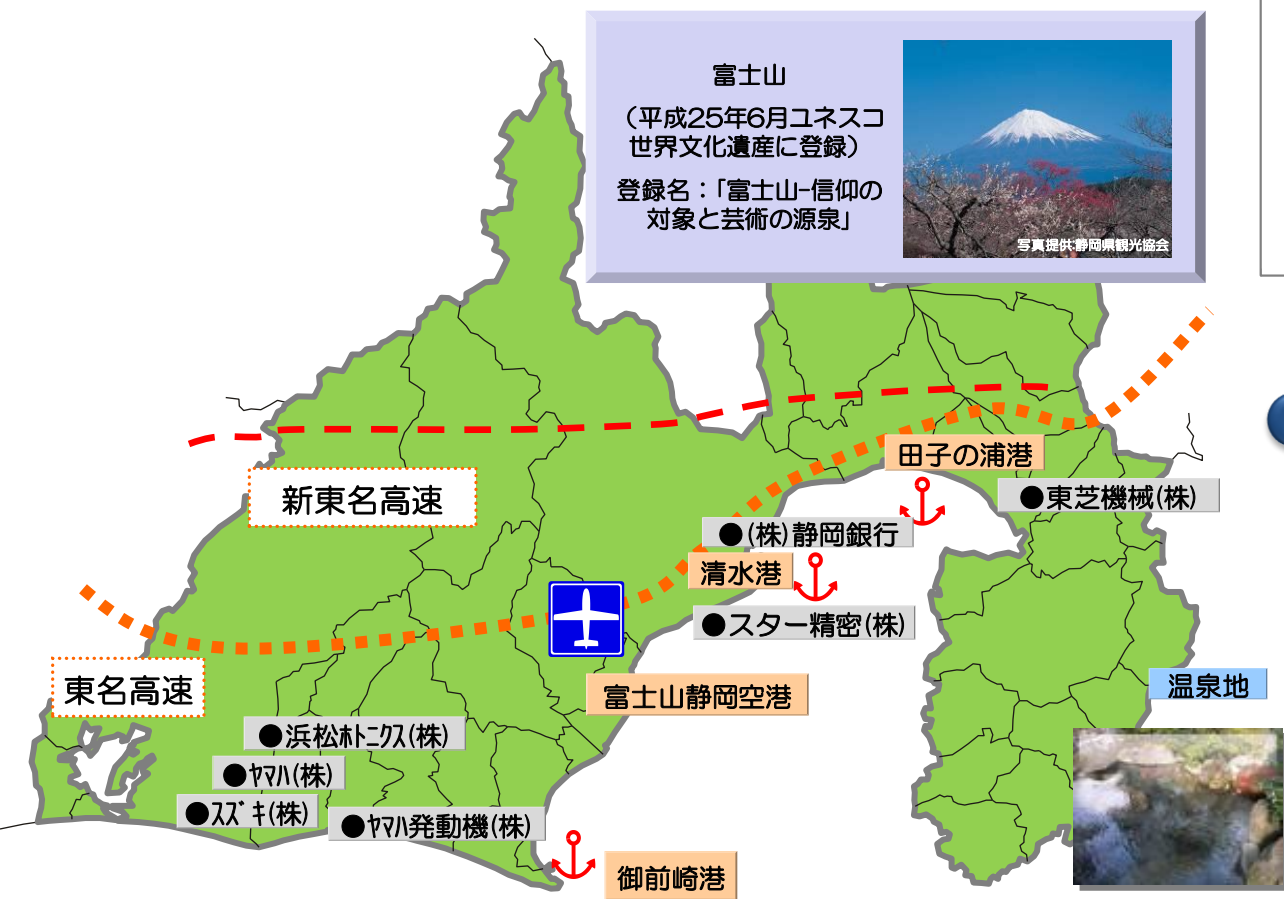 富士山
（平成25年6月ユネスコ
世界文化遺産に登録）
登録名：「富士山-信仰の
対象と芸術の源泉」
写真提供:静岡県観光協会
田子の浦港
新東名高速
●東芝機械(株)
●(株)静岡銀行
清水港
●スター精密(株)
東名高速
富士山静岡空港
温泉地
●浜松ﾎﾄﾆｸｽ(株)
●ﾔﾏﾊ(株)
●ｽｽﾞｷ(株)
●ﾔﾏﾊ発動機(株)
御前崎港